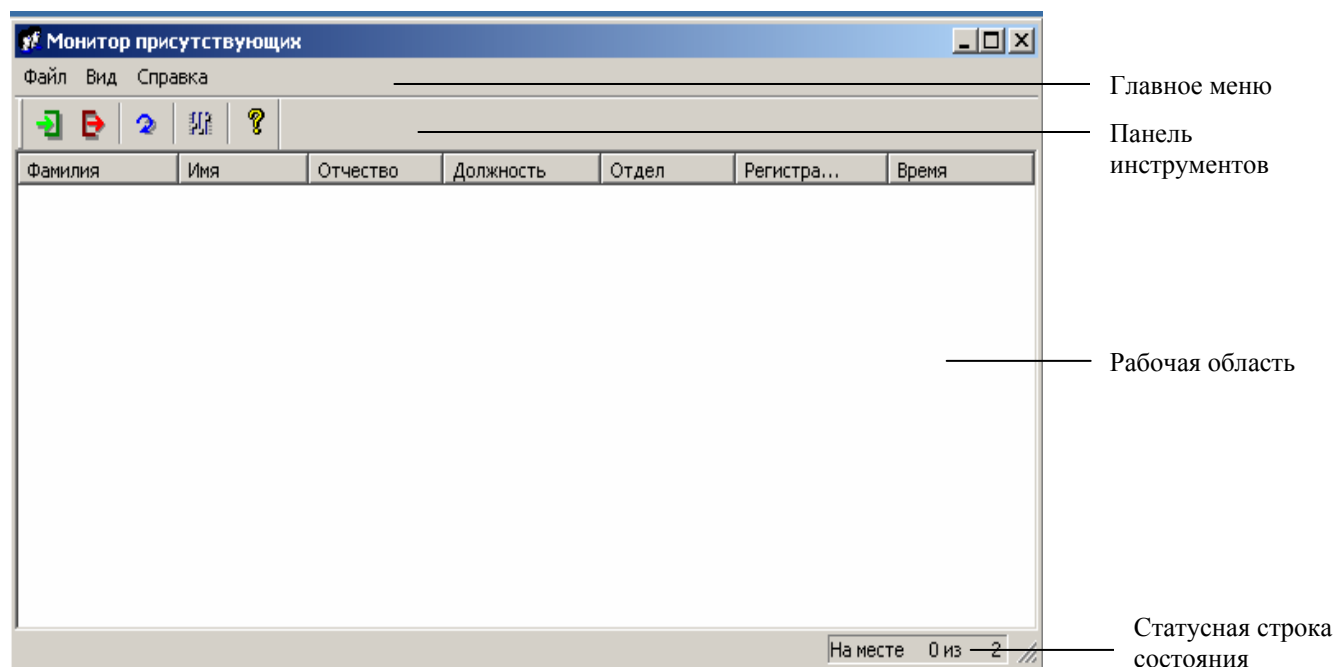 Монитор присутствующих
Файл Вид Справка
Главное меню
Панель
инструментов
Фамилия Имя Отчество Должность Отдел Регистра... Время
Рабочая область
На месте 0 из 2
Статусная строка
состояния